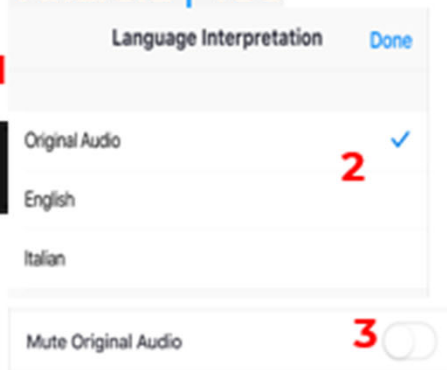 Language Interpretation Done
Original Audio
2
English
Italian
Mute Original Audio 3